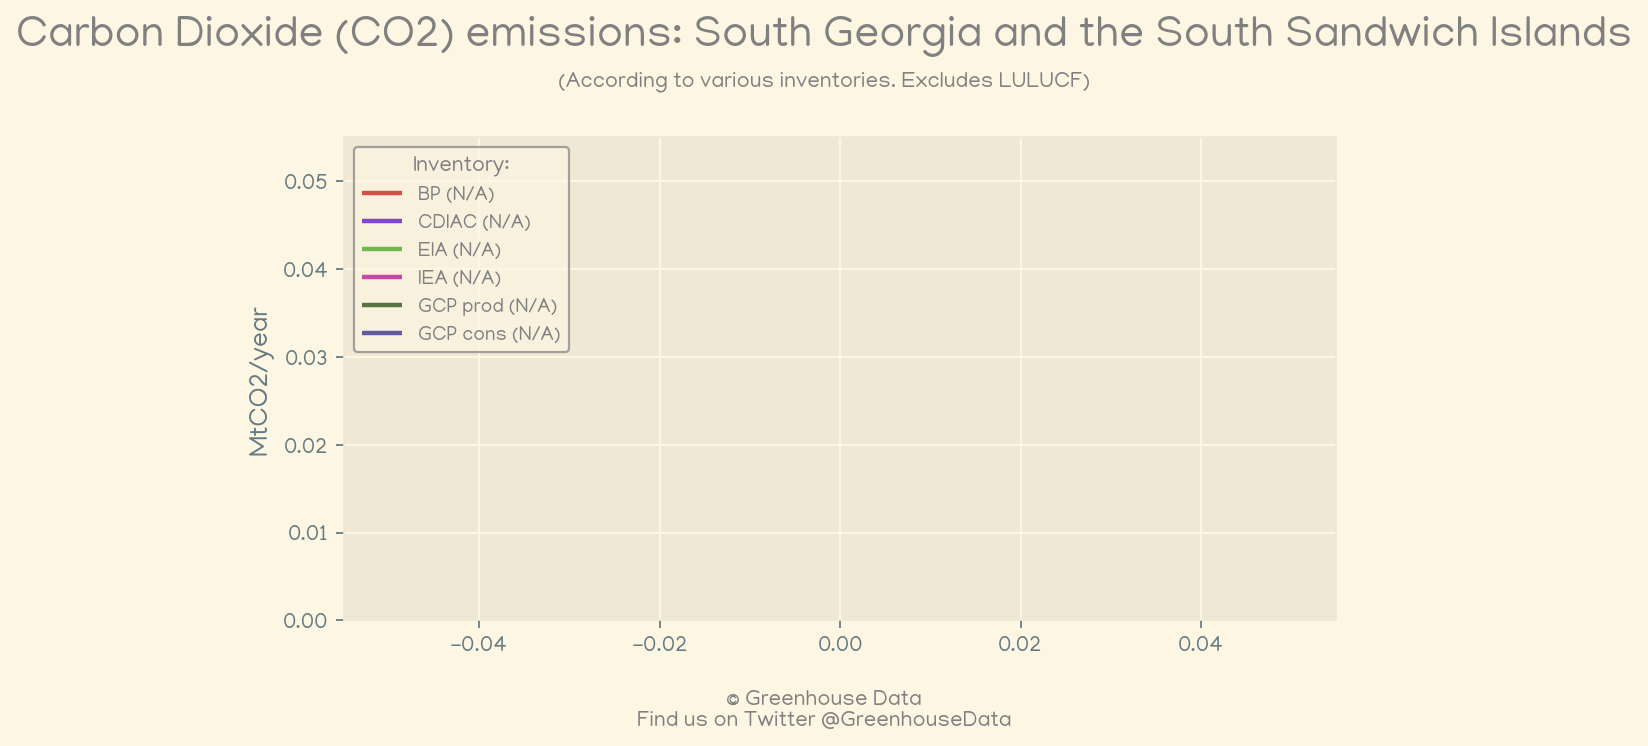 Carbon Dioxide (CO2) emissions: South Georgia and the South Sandwich Islands
(According to various inventories. Excludes LULUCF)
Inventory:
BP (N/A)
CDIAC (N/A)
EIA (N/A)
IEA (N/A)
GCP prod (N/A)
GCP cons (N/A)
MtCO2/year
0.05
0.04
0.03
0.02
0.01
0.00
-0.04 -0.02 0.00 0.02 0.04
© Greenhouse Data
Find us on Twitter @GreenhouseData